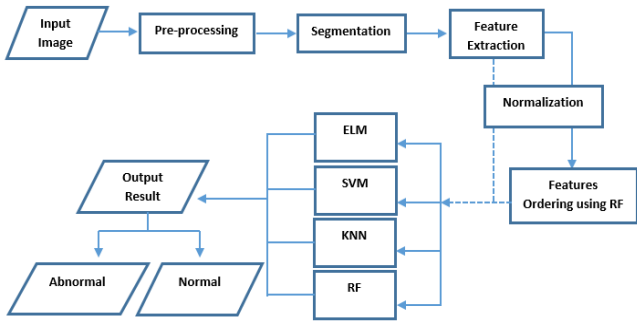 Input
Image
Pre-processing
Segmentation
Feature
Extraction
Normalization
Features
Ordering using RF
ELM
SVM
KNN
RF
Output
Result
Abnormal
Normal